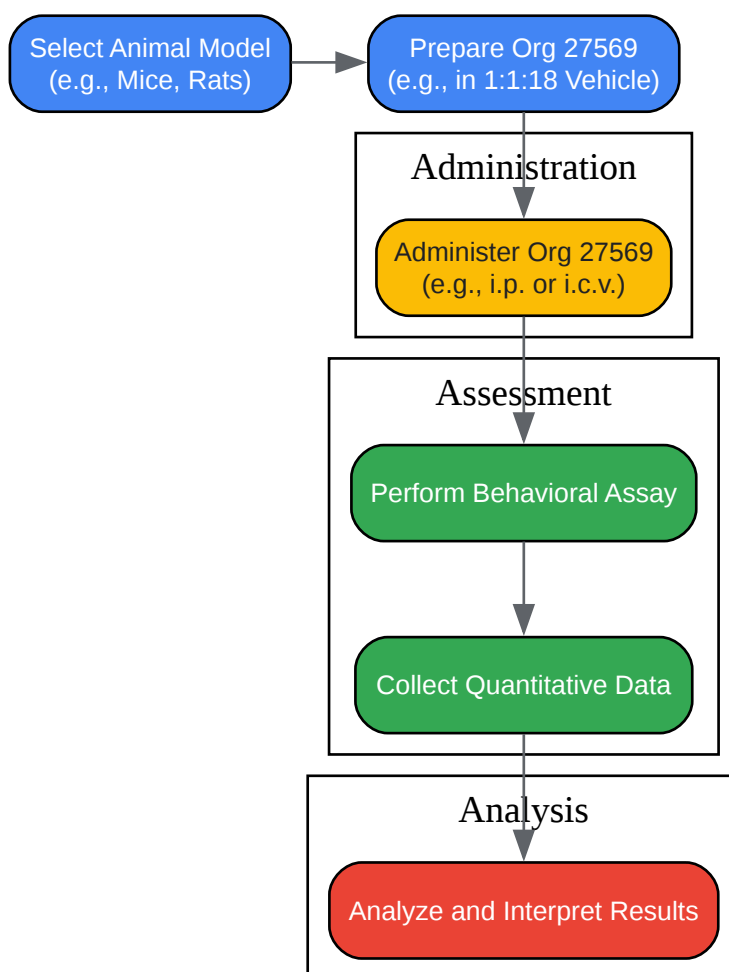 Select Animal Model
(e.g., Mice, Rats)
Prepare Org 27569
(e.g., in 1:1:18 Vehicle)
Administration
Administer Org 27569
(e.g., i.p. or i.c.v.)
Assessment
Perform Behavioral Assay
Collect Quantitative Data
Analysis
Analyze and Interpret Results